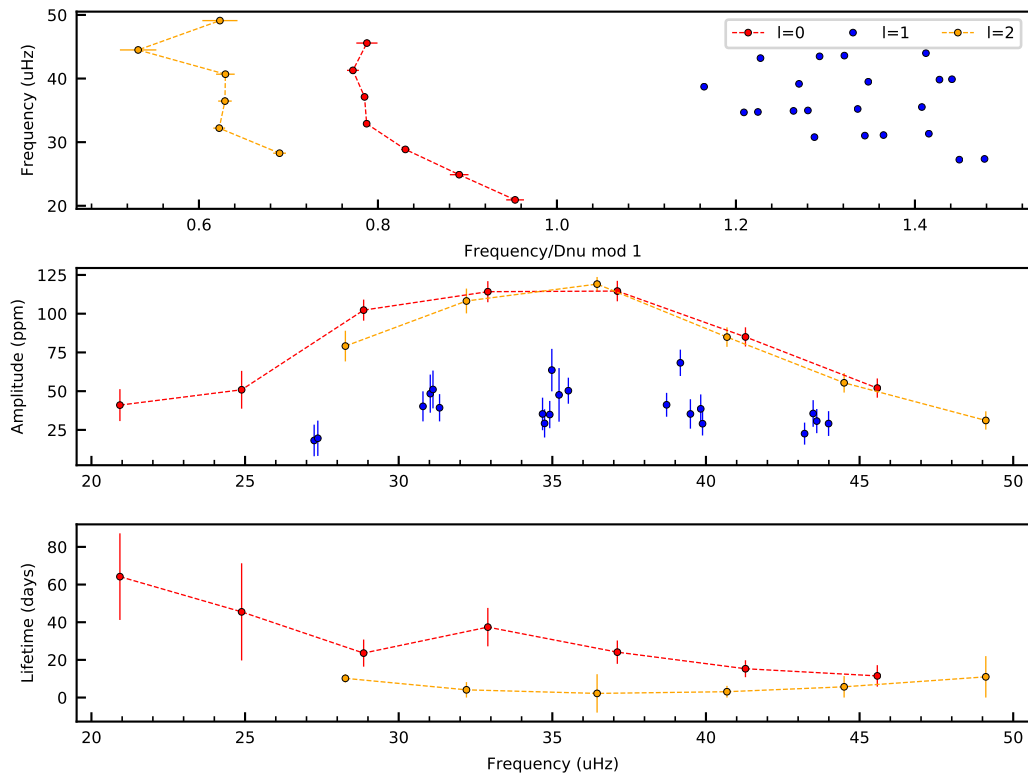 50
40
30
20
Frequency (uHz)
l=0 l=1 l=2
0.6 0.8 1.0 1.2 1.4
Frequency/Dnu mod 1
125
100
75
50
25
Amplitude (ppm)
20 25 30 35 40 45 50
80
60
40
20
0
Lifetime (days)
20 25 30 35 40 45 50
Frequency (uHz)